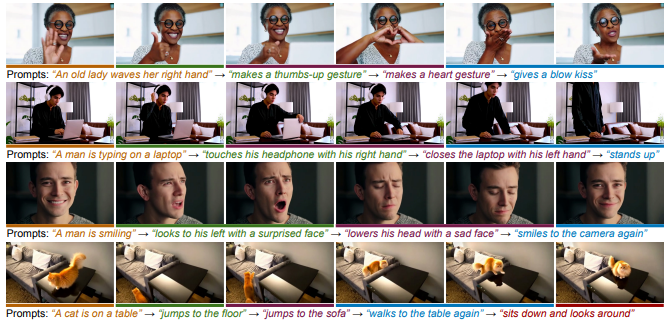 Prompts: “An old lady waves her right hand” → “makes a thumbs-up gesture” → “makes a heart gesture” → “gives a blow kiss”
Prompts: “A man is typing on a laptop” → “touches his headphone with his right hand” → “closes the laptop with his left hand” → “stands up”
Prompts: “A man is smiling” → “looks to his left with a surprised face” → “lowers his head with a sad face” → “smiles to the camera again”
Prompts: “A cat is on a table” → “jumps to the floor” → “jumps to the sofa” → “walks to the table again” → “sits down and looks around”